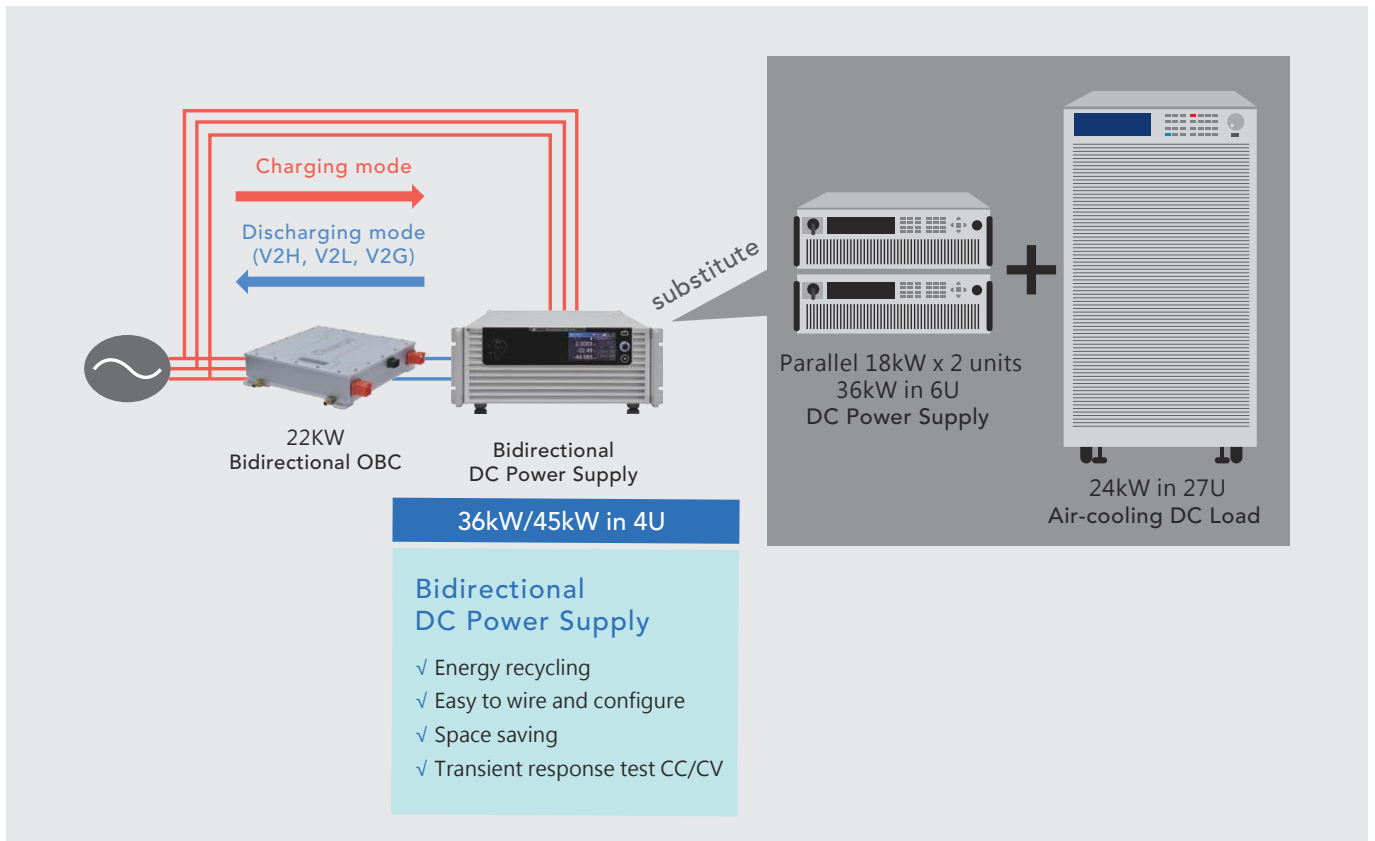 Charging mode
Discharging mode
(V2H, V2L, V2G)
22KW
Bidirectional OBC
Bidirectional
DC Power Supply
substitute
Parallel 18kW x 2 units
36kW in 6U
DC Power Supply
24kW in 27U
Air-cooling DC Load
36kW/45kW in 4U
Bidirectional
DC Power Supply
√ Energy recycling
√ Easy to wire and configure
√ Space saving
√ Transient response test CC/CV